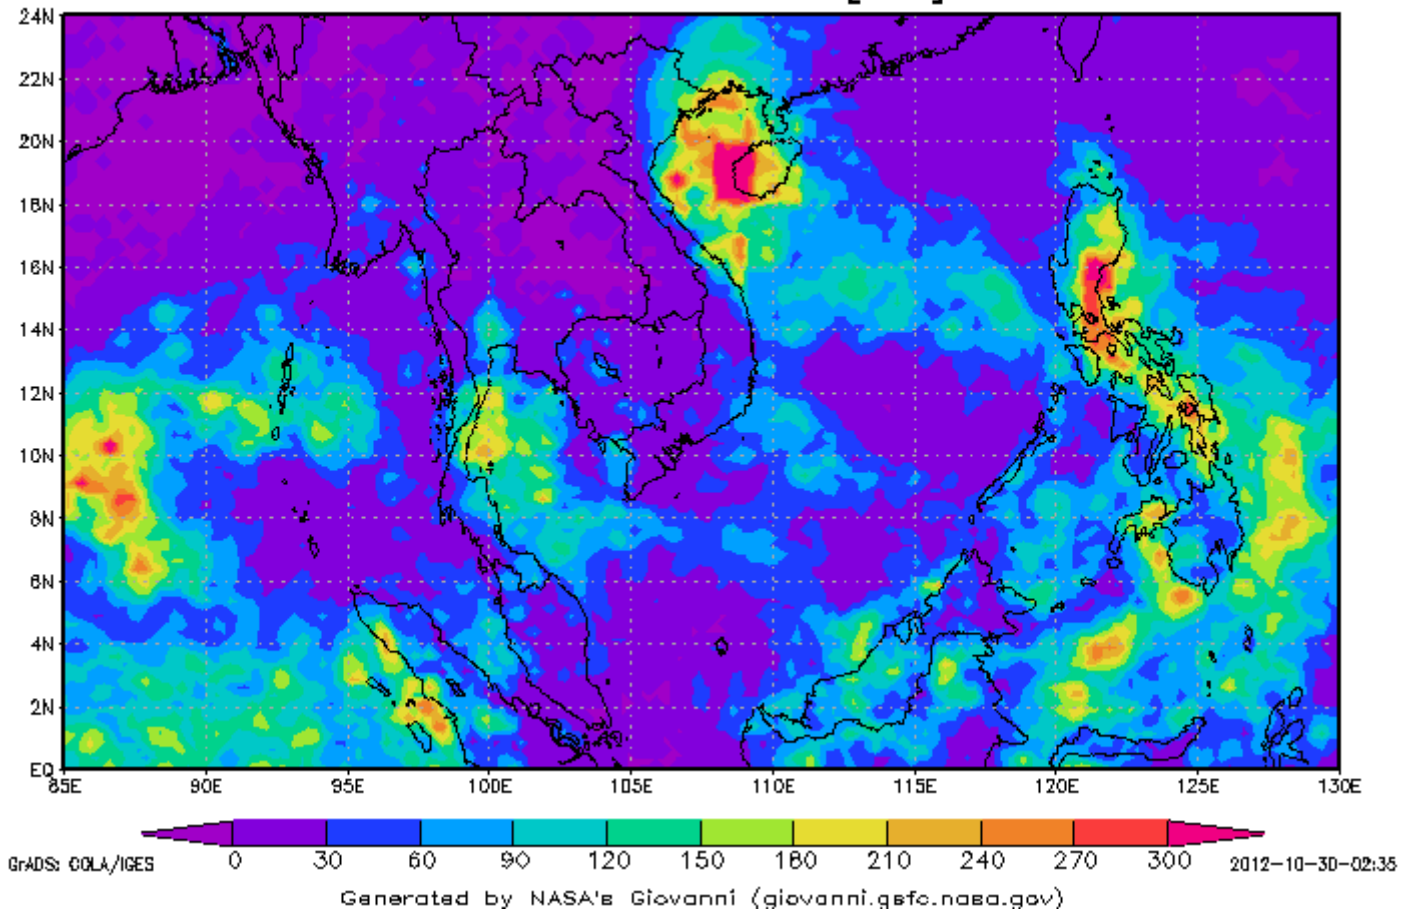 24N
22N
20N
18N
16N
14N
12N
10N
8N
6N
4N
2N
EQ
85E 90E 95E 100E 105E 110E 115E 120E 125E 130E
0 30 60 90 120 150 180 210 240 270 300
GrADS: COLA/IGES 2012-10-30-02:35
Generated by NASA's Giovanni (giovanni.gsfc.nasa.gov)